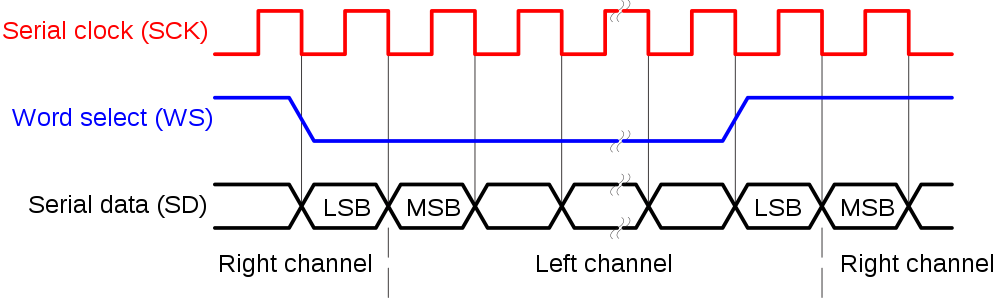 Serial clock (SCK)
Word select (WS)
Serial data (SD)
LSB
MSB
LSB
MSB
Right channel
Left channel
Right channel